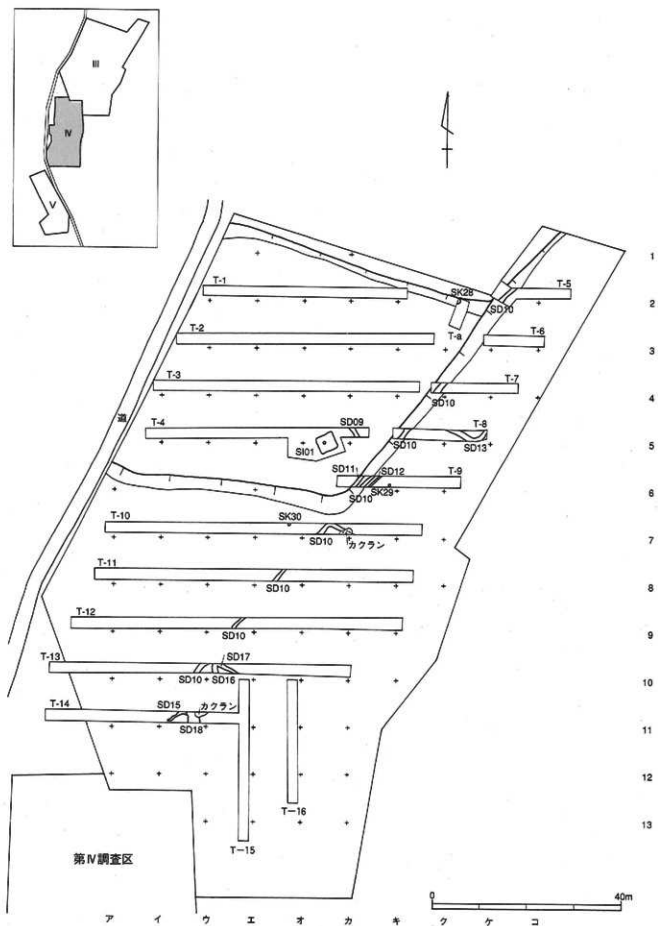 III
IV
V
1
SK28
T-1
T-5
SD10
2
T-a
T-2
T-6
3
T-3
T-7
SD10
4
道
T-4
SD09
T-8
SI01
SD10
SD13
5
SD11
SD12
T-9
SK29
SD10
6
SK30
T-10
SD10
カクラン
7
T-11
SD10
8
T-12
SD10
9
T-13
SD17
SD10
SD16
10
SD15
カクラン
T-14
SD18
11
12
T-16
13
T-15
第Ⅳ調査区
0
40m
ア イ ウ エ オ カ キ ク ケ コ